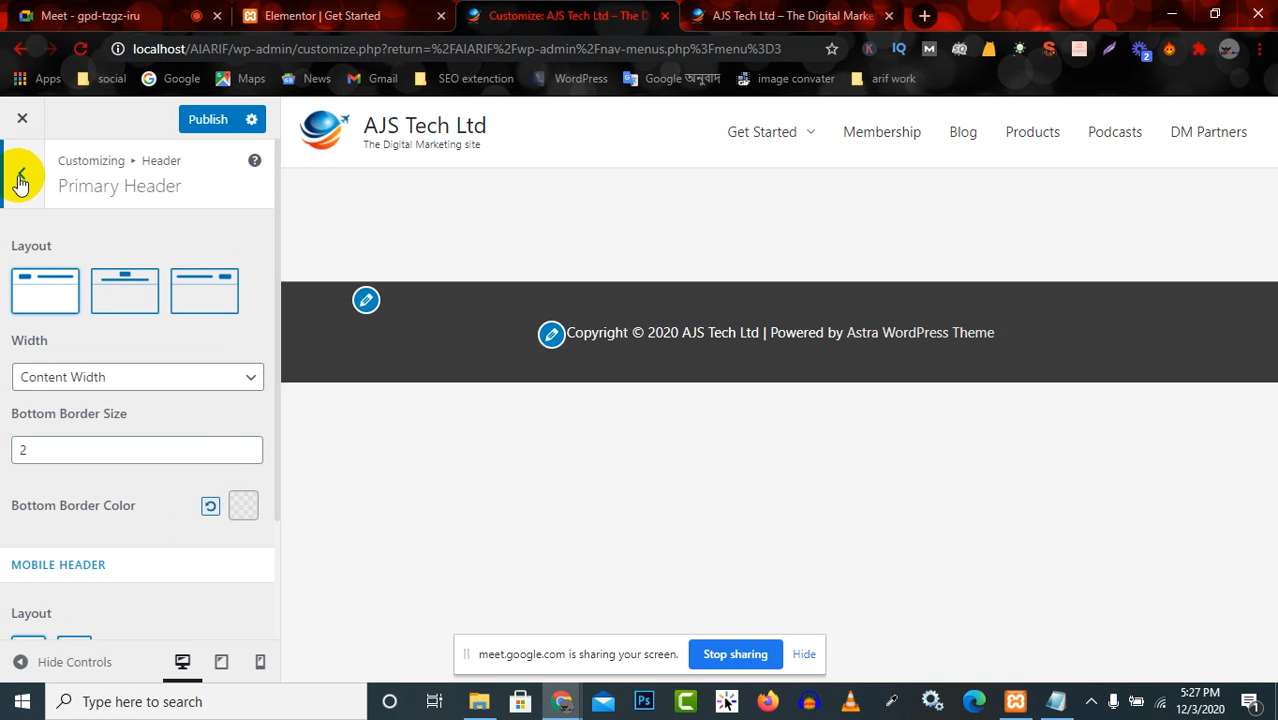 Meet - gpd-tzgz-iru
Elementor | Get Started
Customize: AJS Tech Ltd – The D
AJS Tech Ltd – The Digital Marke
localhost/AIARIF/wp-admin/customize.php?return=%2FAIARIF%2Fwp-admin%2Fnav-menus.php%3Fmenu%3D3
Apps
social
Google
Maps
News
Gmail
SEO extenction
WordPress
Google অনুবাদ
image convater
arif work
Publish
Customizing ▸ Header
Primary Header
Layout
Width
Content Width
Bottom Border Size
2
Bottom Border Color
MOBILE HEADER
Layout
Hide Controls
AJS Tech Ltd
The Digital Marketing site
Get Started
Membership
Blog
Products
Podcasts
DM Partners
Copyright © 2020 AJS Tech Ltd | Powered by Astra WordPress Theme
meet.google.com is sharing your screen.
Stop sharing
Hide
Type here to search
5:27 PM
12/3/2020